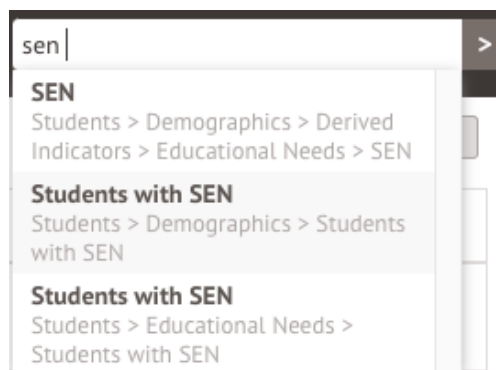 sen
>
SEN
Students > Demographics > Derived
Indicators > Educational Needs > SEN
Students with SEN
Students > Demographics > Students
with SEN
Students with SEN
Students > Educational Needs >
Students with SEN